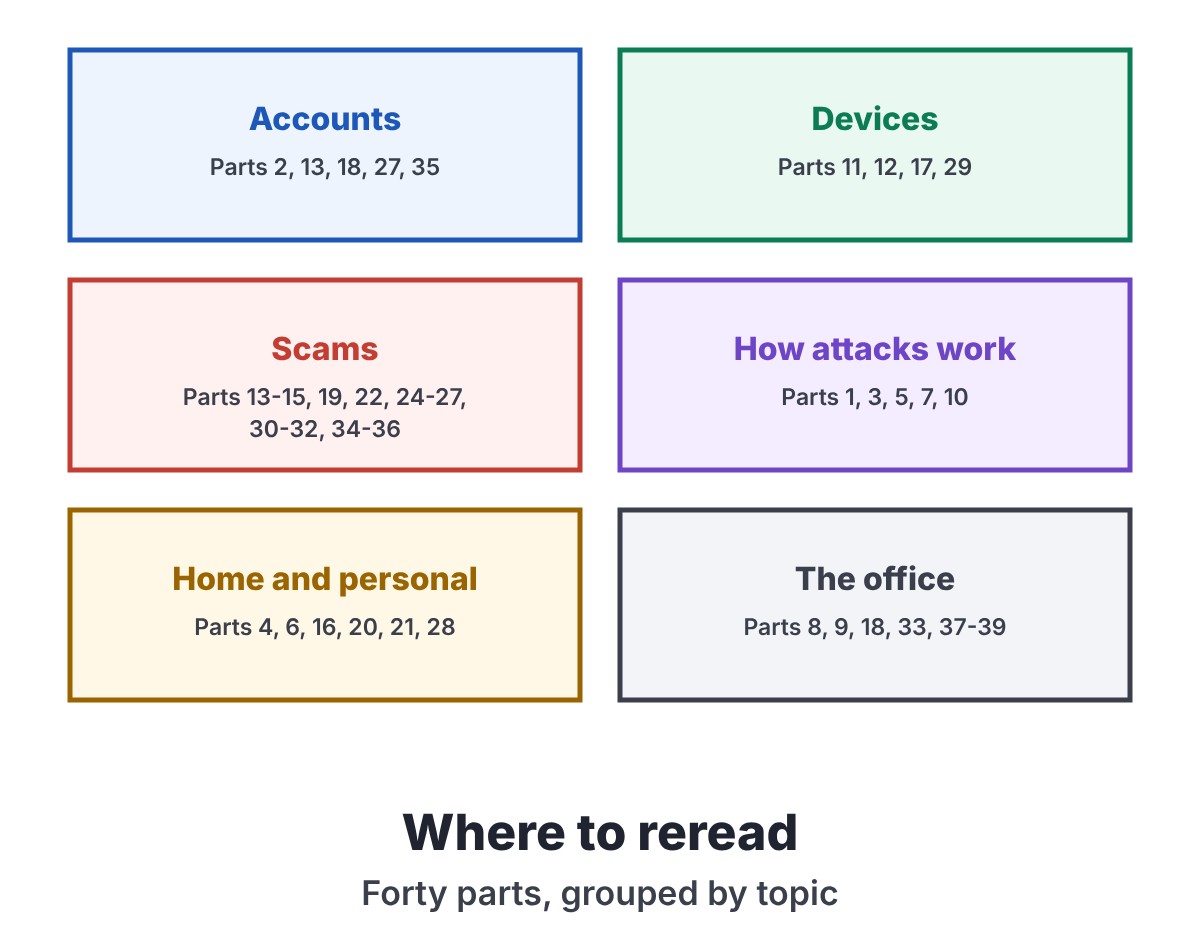 Accounts
Parts 2, 13, 18, 27, 35
Devices
Parts 11, 12, 17, 29
Scams
Parts 13-15, 19, 22, 24-27,
30-32, 34-36
How attacks work
Parts 1, 3, 5, 7, 10
Home and personal
Parts 4, 6, 16, 20, 21, 28
The office
Parts 8, 9, 18, 33, 37-39
Where to reread
Forty parts, grouped by topic